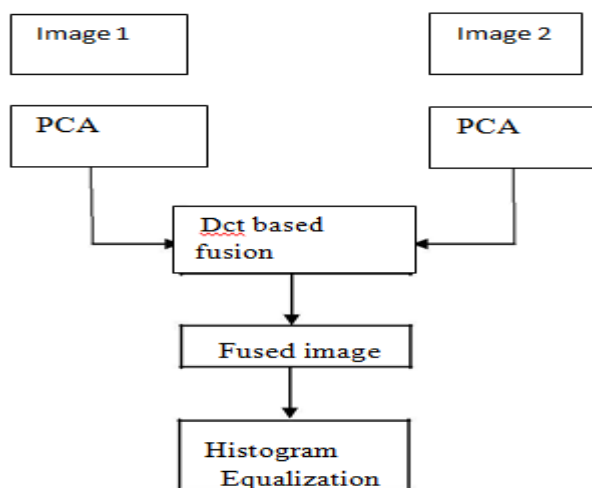 Image 1
Image 2
PCA
PCA
Dct based
fusion
Fused image
Histogram
Equalization